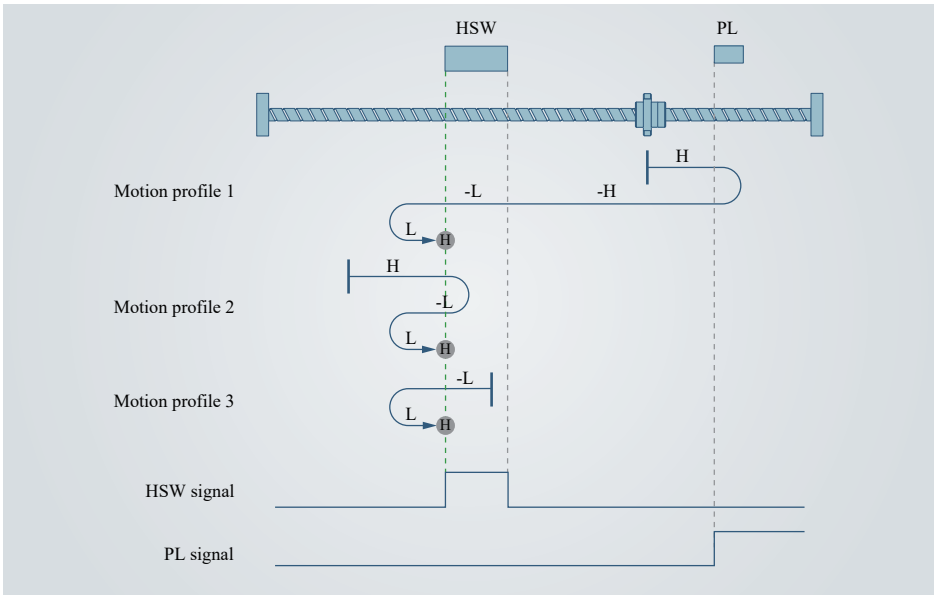 HSW
PL
H
Motion profile 1
-L
-H
L
H
H
Motion profile 2
-L
L
H
-L
Motion profile 3
L
H
HSW signal
PL signal